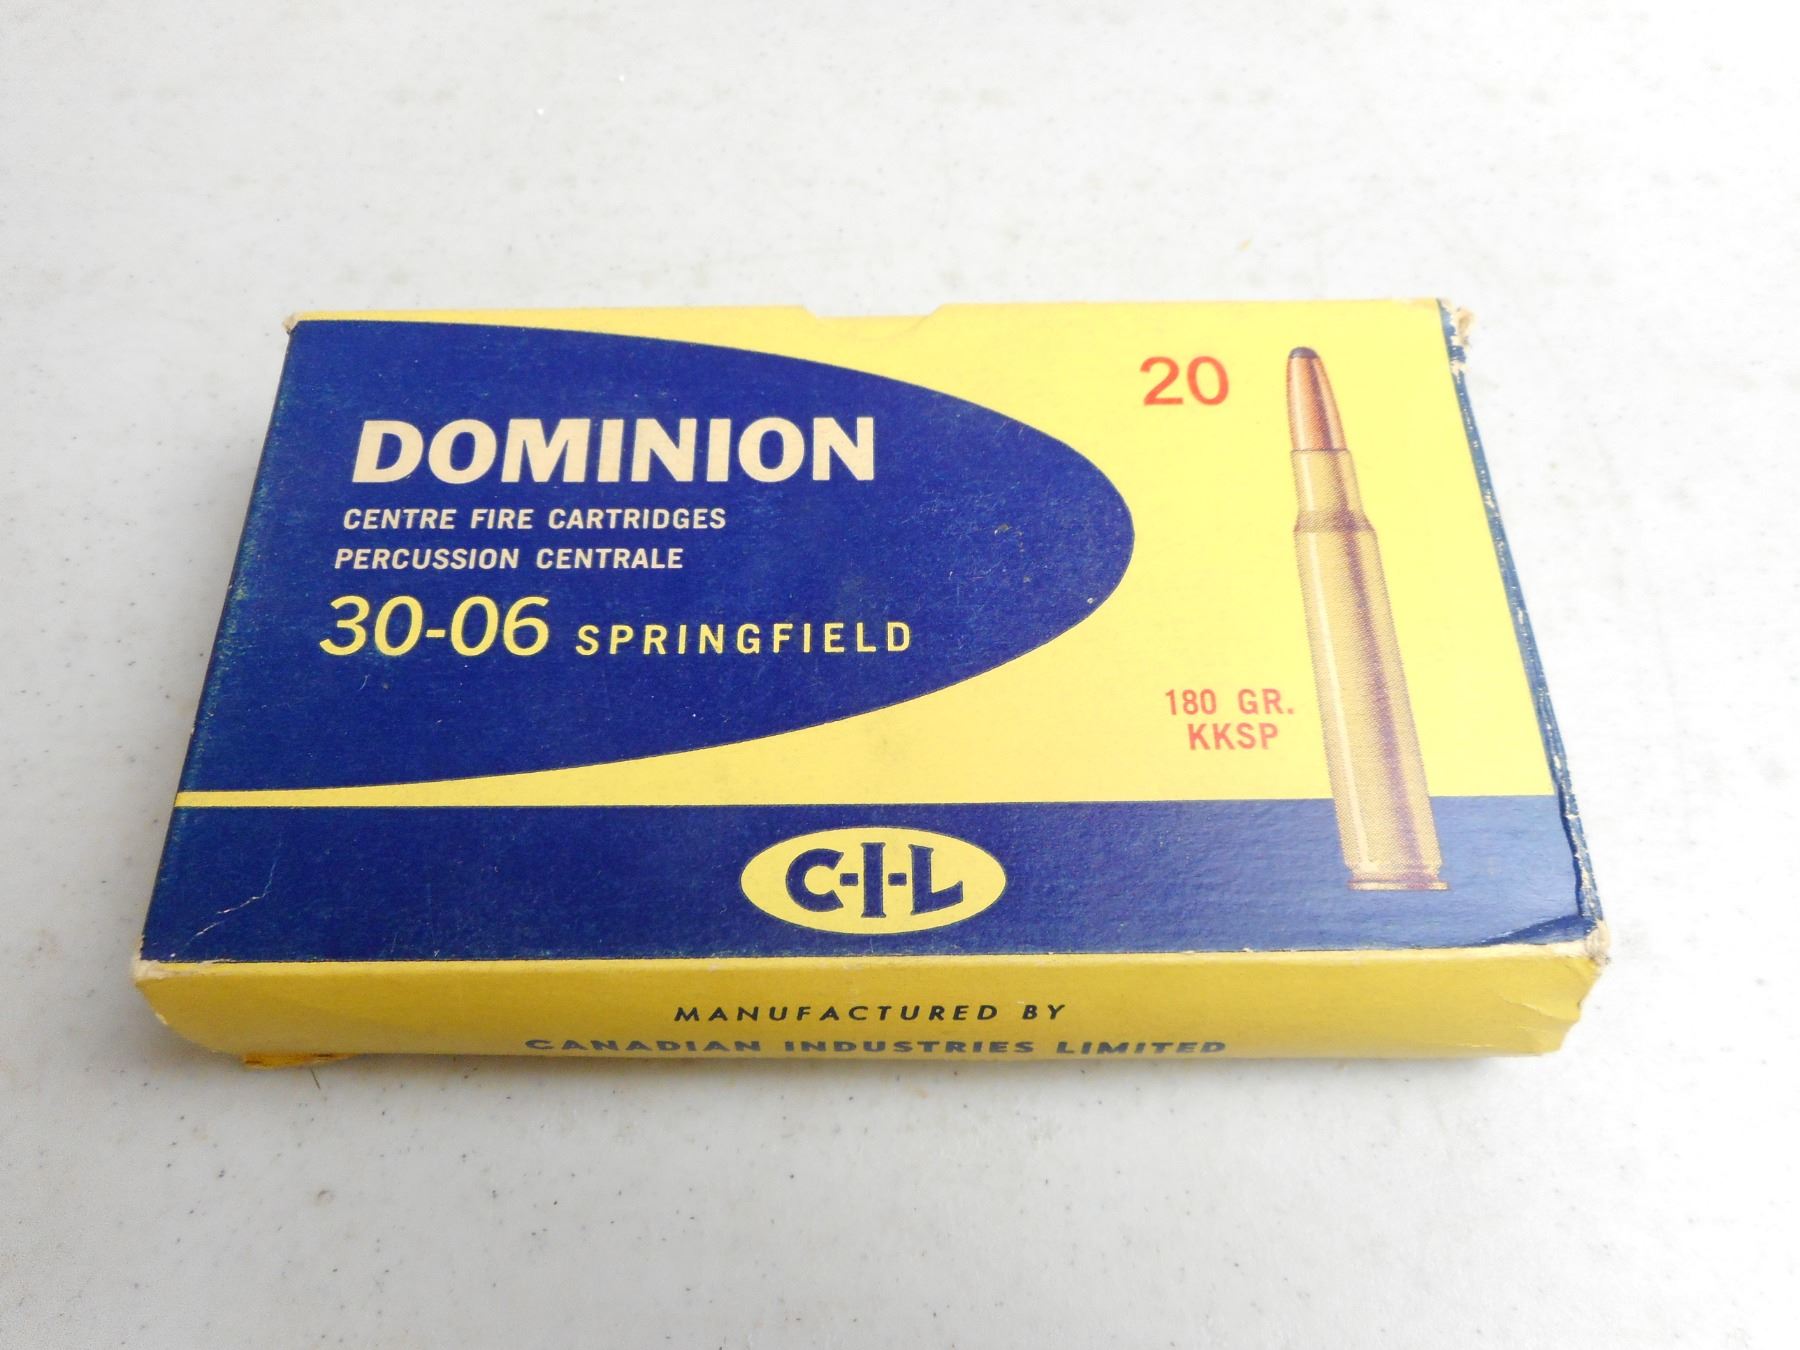 DOMINION
CENTRE FIRE CARTRIDGES
PERCUSSION CENTRALE
30-06 SPRINGFIELD
20
180 GR.
KKSP
C-I-L
MANUFACTURED BY
CANADIAN INDUSTRIES LIMITED